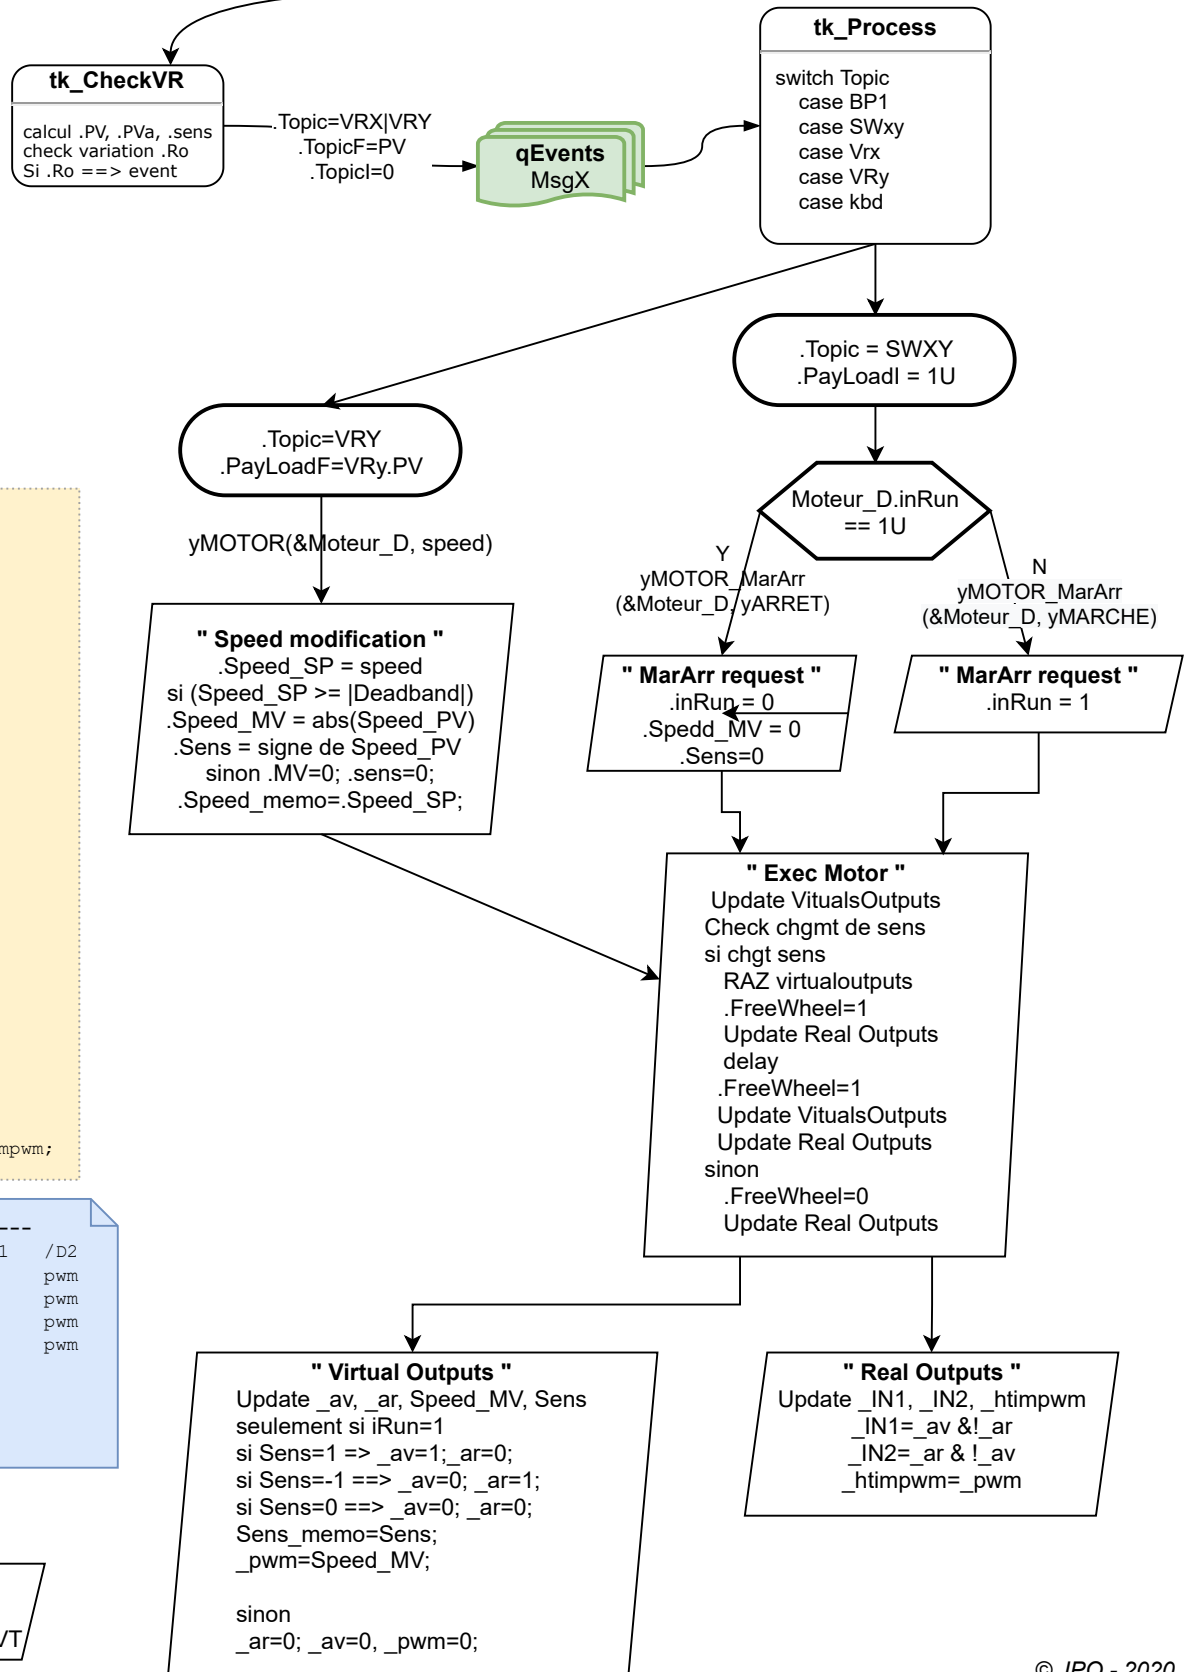 tk_Process
switch Topic
case BP1
case SWxy
case Vrx
case VRy
case kbd
tk_CheckVR
calcul .PV, .PVa, .sens
check variation .Ro
Si .Ro ==> event
.Topic=VRX|VRY
.TopicF=PV
.TopicI=0
qEvents
MsgX
.Topic = SWXY
.PayLoadI = 1U
.Topic=VRY
.PayLoadF=VRy.PV
Moteur_D.inRun
== 1U
yMOTOR(&Moteur_D, speed)
Y
yMOTOR_MarArr
(&Moteur_D, yARRET)
N
yMOTOR_MarArr
(&Moteur_D, yMARCHE)
" Speed modification "
.Speed_SP = speed
si (Speed_SP >= |Deadband|)
.Speed_MV = abs(Speed_PV)
.Sens = signe de Speed_PV
sinon .MV=0; .sens=0;
.Speed_memo=.Speed_SP;
" MarArr request "
.inRun = 0
.Spedd_MV = 0
.Sens=0
" MarArr request "
.inRun = 1
" Exec Motor "
Update VitualsOutputs
Check chgmt de sens
si chgt sens
RAZ virtualoutputs
.FreeWheel=1
Update Real Outputs
delay
.FreeWheel=1
Update VitualsOutputs
Update Real Outputs
sinon
.FreeWheel=0
Update Real Outputs
mpwm;
---
1 /D2
pwm
pwm
pwm
pwm
" Virtual Outputs "
Update _av, _ar, Speed_MV, Sens
seulement si iRun=1
si Sens=1 => _av=1;_ar=0;
si Sens=-1 ==> _av=0; _ar=1;
si Sens=0 ==> _av=0; _ar=0;
Sens_memo=Sens;
_pwm=Speed_MV;
sinon
_ar=0; _av=0, _pwm=0;
" Real Outputs "
Update _IN1, _IN2, _htimpwm
_IN1=_av &!_ar
_IN2=_ar & !_av
_htimpwm=_pwm
VT
© JPO - 2020